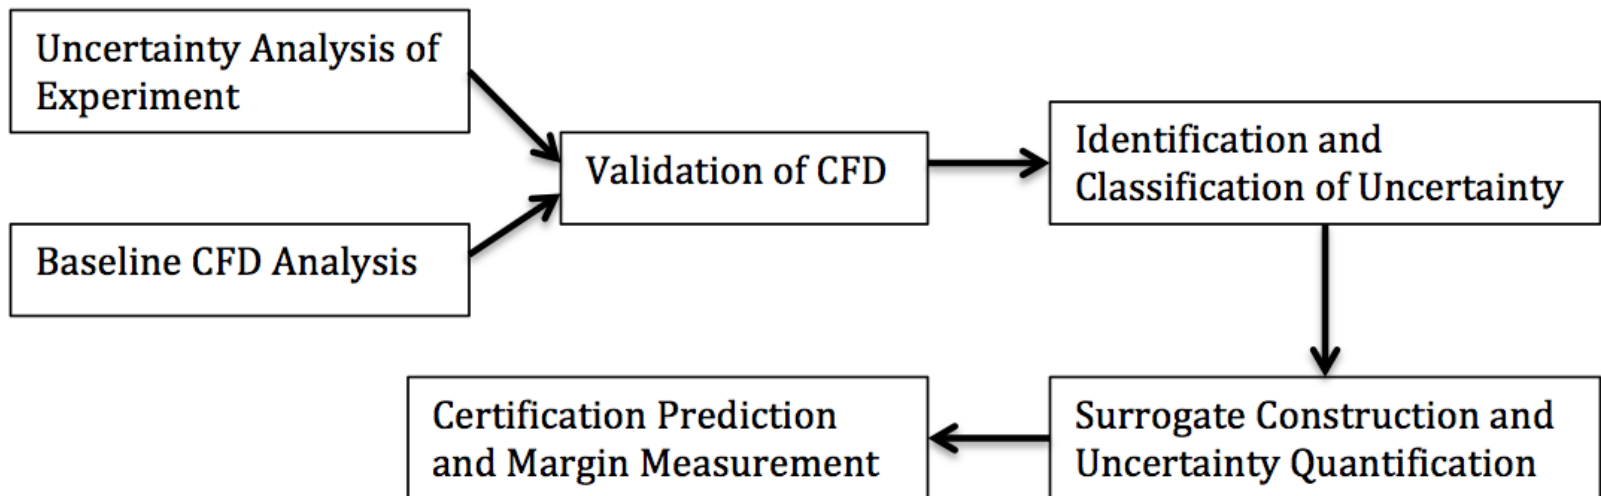 Uncertainty Analysis of
Experiment
Baseline CFD Analysis
Validation of CFD
Identification and
Classification of Uncertainty
Surrogate Construction and
Uncertainty Quantification
Certification Prediction
and Margin Measurement